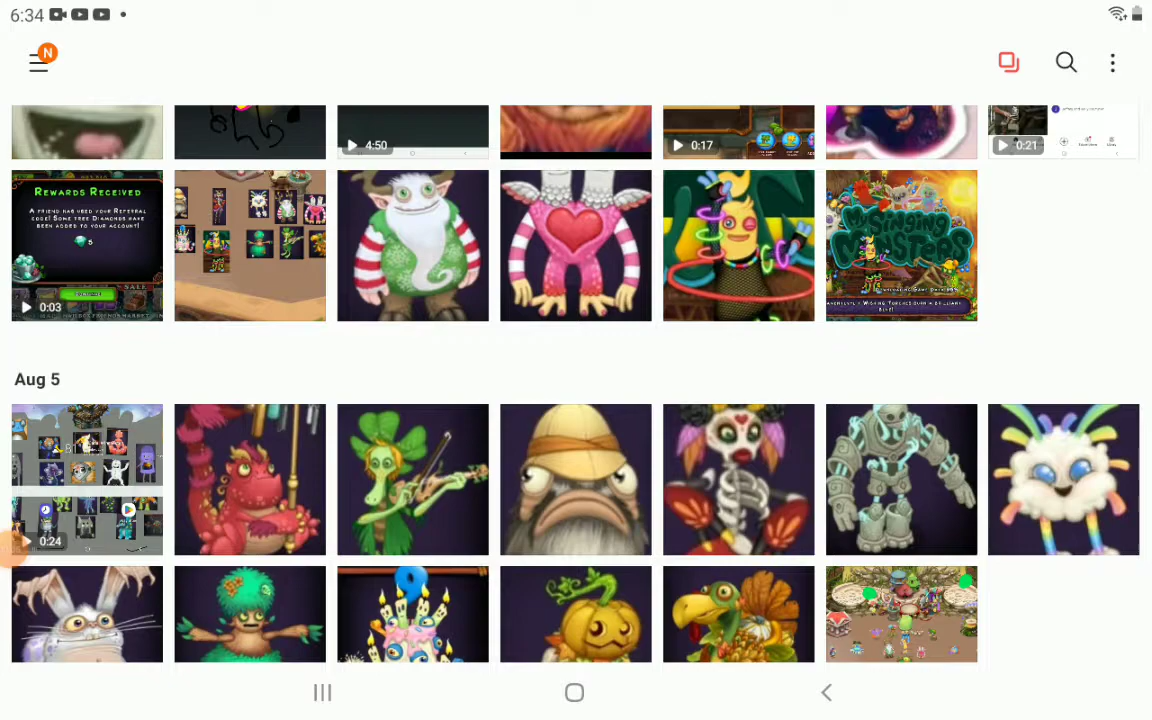 6:34
N
4:50
0:17
0:21
REWARDS RECEIVED
A FRIEND HAS USED YOUR REFERRAL
CODE! SOME FREE DIAMONDS HAVE
BEEN ADDED TO YOUR ACCOUNT!
5
0:03
My Singing
Monsters
Aug 5
0:24
9